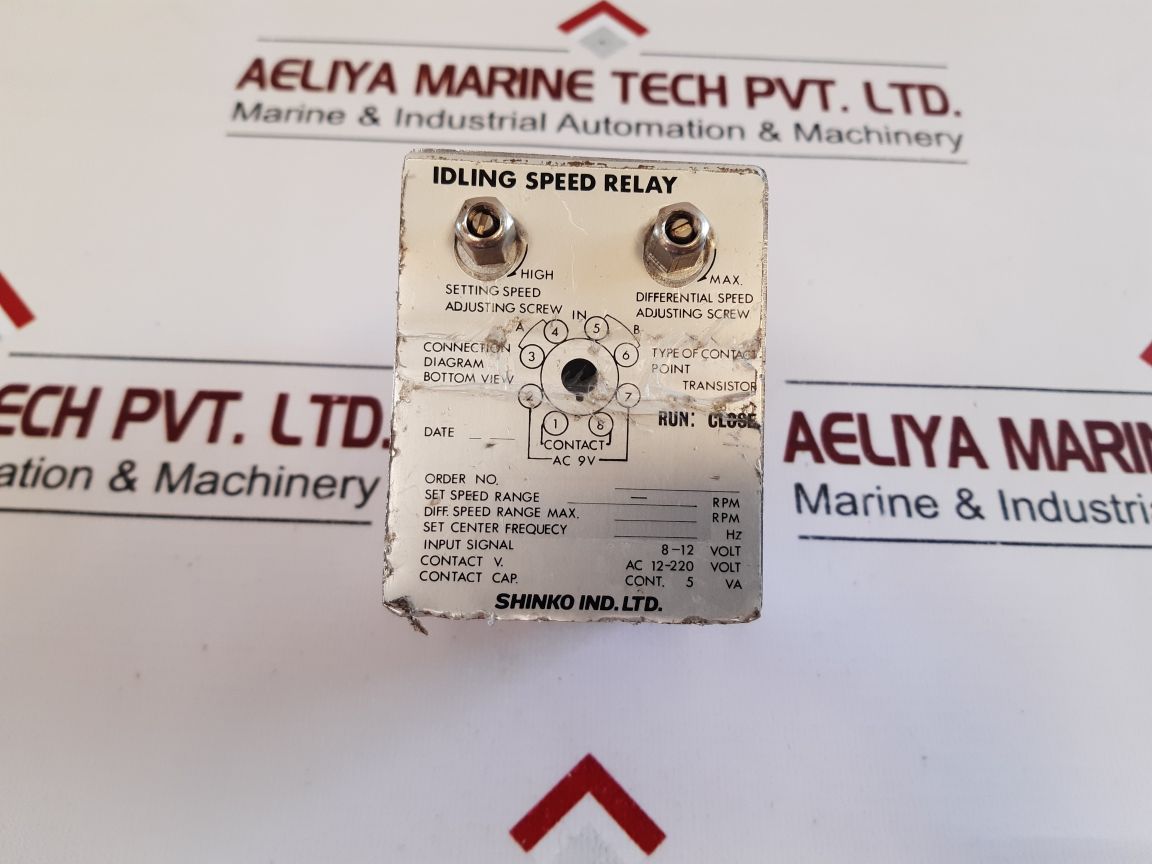 AELIYA MARINE TECH PVT. LTD.
Marine & Industrial Automation & Machinery
IDLING SPEED RELAY
HIGH
SETTING SPEED
ADJUSTING SCREW
MAX.
DIFFERENTIAL SPEED
ADJUSTING SCREW
IN
A 4 5 B
3 6
2 7
1 8
CONTACT
AC 9V
CONNECTION
DIAGRAM
BOTTOM VIEW
TYPE OF CONTACT
POINT
TRANSISTOR
RUN: CLOSE
DATE
ORDER NO.
SET SPEED RANGE — RPM
DIFF. SPEED RANGE MAX. RPM
SET CENTER FREQUECY Hz
INPUT SIGNAL 8-12 VOLT
CONTACT V. AC 12-220 VOLT
CONTACT CAP. CONT. 5 VA
SHINKO IND. LTD.
ECH PVT. LTD.
ation & Machinery
AELIYA MARIN
Marine & Industri